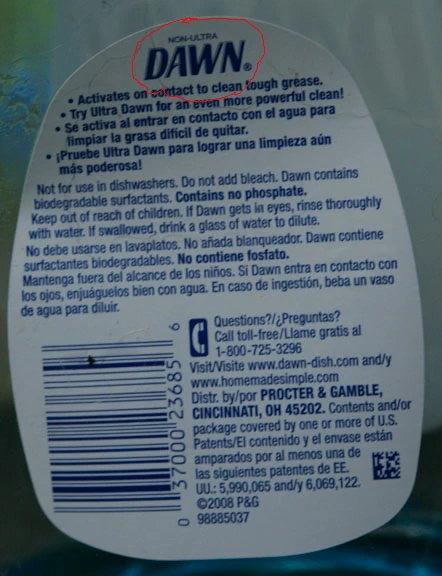 NON-ULTRA
DAWN®
• Activates on contact to clean tough grease.
• Try Ultra Dawn for an even more powerful clean!
• Se activa al entrar en contacto con el agua para
limpiar la grasa difícil de quitar.
• ¡Pruebe Ultra Dawn para lograr una limpieza aún
más poderosa!
Not for use in dishwashers. Do not add bleach. Dawn contains
biodegradable surfactants. Contains no phosphate.
Keep out of reach of children. If Dawn gets in eyes, rinse thoroughly
with water. If swallowed, drink a glass of water to dilute.
No debe usarse en lavaplatos. No añada blanqueador. Dawn contiene
surfactantes biodegradables. No contiene fosfato.
Mantenga fuera del alcance de los niños. Si Dawn entra en contacto con
los ojos, enjuáguelos bien con agua. En caso de ingestión, beba un vaso
de agua para diluir.
Questions?/¿Preguntas?
Call toll-free/Llame gratis al
1-800-725-3296
Visit/Visite www.dawn-dish.com and/y
www.homemadesimple.com
Distr. by/por PROCTER & GAMBLE,
CINCINNATI, OH 45202. Contents and/or
package covered by one or more of U.S.
Patents/El contenido y el envase están
amparados por al menos una de
las siguientes patentes de EE.
UU.: 5,990,065 and/y 6,069,122.
©2008 P&G
98885037
0 37000 23685 6